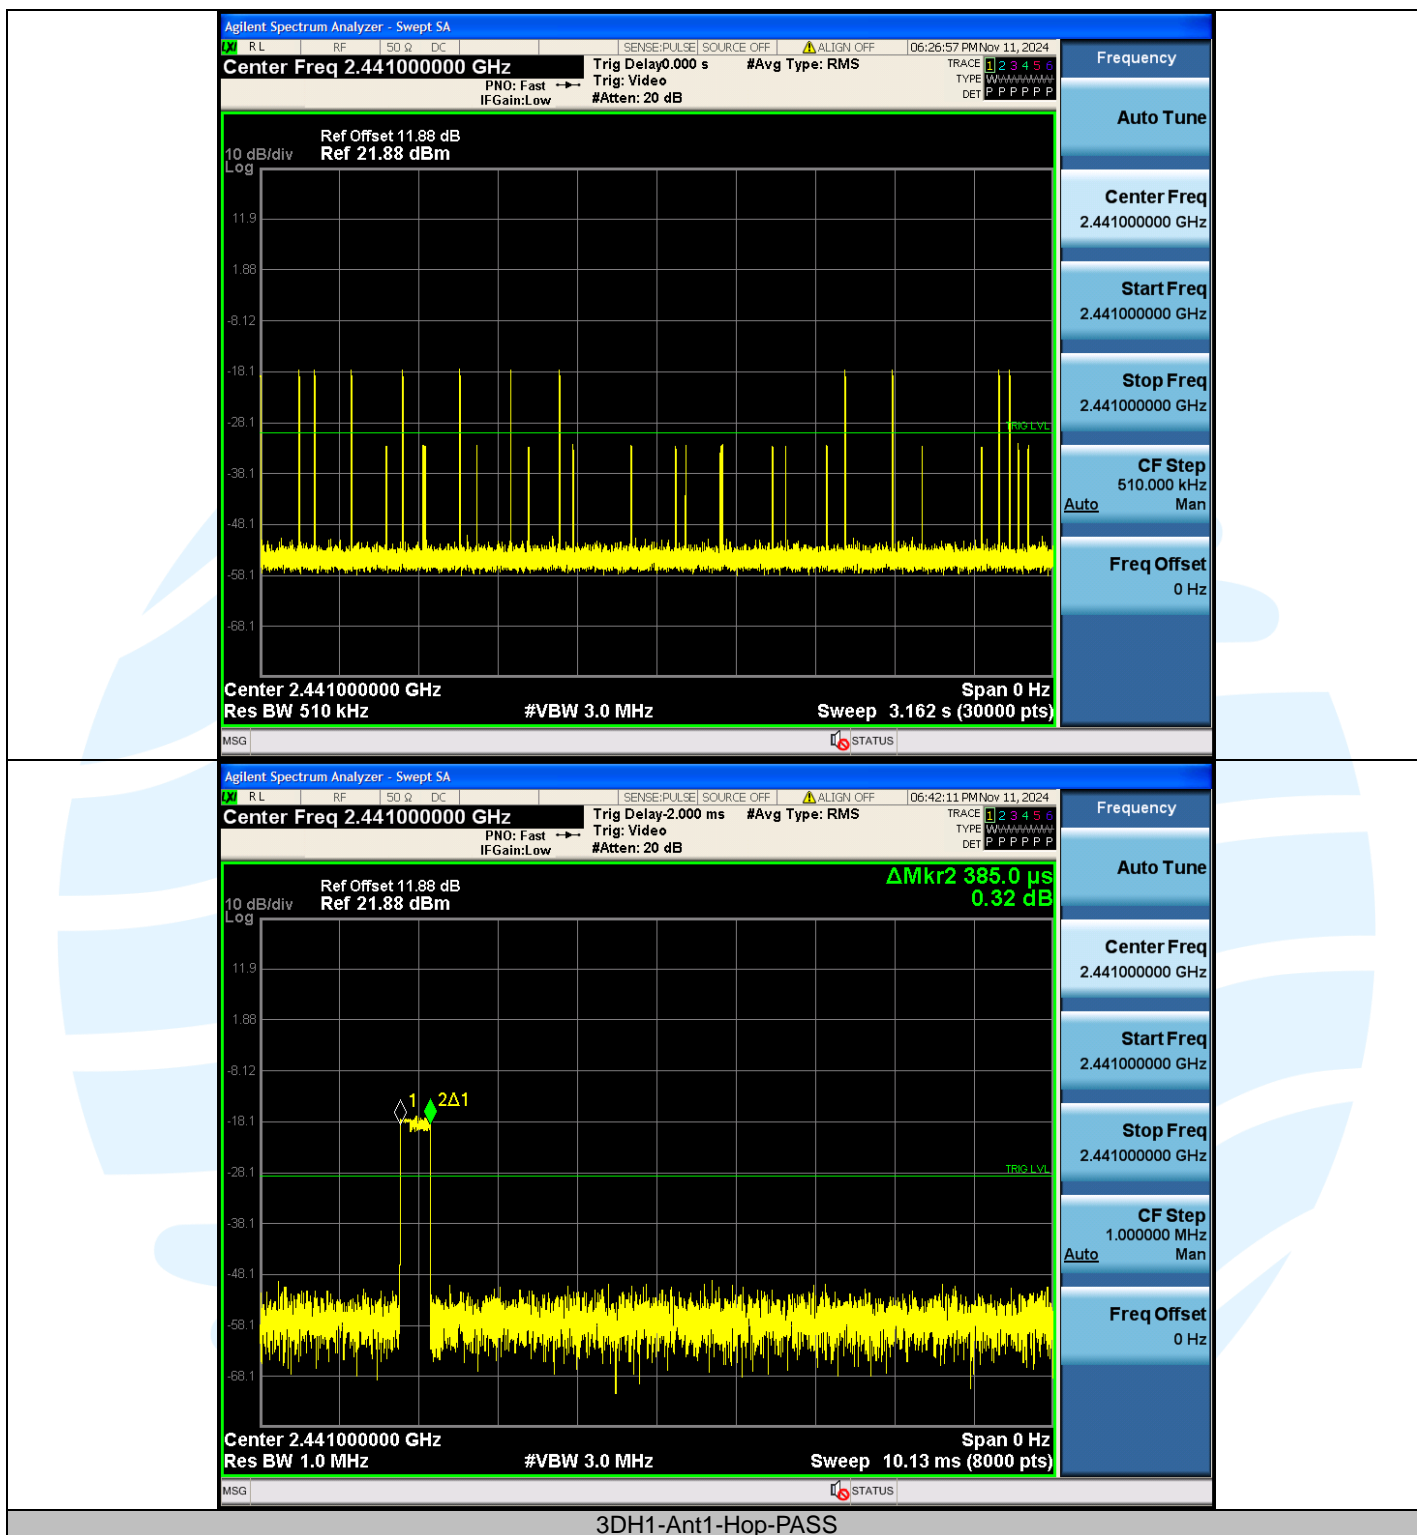 Agilent Spectrum Analyzer - Swept SA
LXI RL RF 50 Ω DC SENSE:PULSE SOURCE OFF ALIGN OFF 06:26:57 PM Nov 11, 2024
Center Freq 2.441000000 GHz
PNO: Fast
IFGain:Low
Trig Delay0.000 s
Trig: Video
#Atten: 20 dB
#Avg Type: RMS
TRACE 1 2 3 4 5 6
TYPE WWWWWW
DET P P P P P P
Ref Offset 11.88 dB
10 dB/div Ref 21.88 dBm
Log
11.9
1.88
-8.12
-18.1
-28.1
TRIG LVL
-38.1
-48.1
-58.1
-68.1
Center 2.441000000 GHz Span 0 Hz
Res BW 510 kHz #VBW 3.0 MHz Sweep 3.162 s (30000 pts)
MSG STATUS
Frequency
Auto Tune
Center Freq
2.441000000 GHz
Start Freq
2.441000000 GHz
Stop Freq
2.441000000 GHz
CF Step
510.000 kHz
Auto Man
Freq Offset
0 Hz
Agilent Spectrum Analyzer - Swept SA
LXI RL RF 50 Ω DC SENSE:PULSE SOURCE OFF ALIGN OFF 06:42:11 PM Nov 11, 2024
Center Freq 2.441000000 GHz
PNO: Fast
IFGain:Low
Trig Delay-2.000 ms
Trig: Video
#Atten: 20 dB
#Avg Type: RMS
TRACE 1 2 3 4 5 6
TYPE WWWWWW
DET P P P P P P
ΔMkr2 385.0 µs
0.32 dB
Ref Offset 11.88 dB
10 dB/div Ref 21.88 dBm
Log
11.9
1.88
-8.12
1 2Δ1
-18.1
-28.1
TRIG LVL
-38.1
-48.1
-58.1
-68.1
Center 2.441000000 GHz Span 0 Hz
Res BW 1.0 MHz #VBW 3.0 MHz Sweep 10.13 ms (8000 pts)
MSG STATUS
Frequency
Auto Tune
Center Freq
2.441000000 GHz
Start Freq
2.441000000 GHz
Stop Freq
2.441000000 GHz
CF Step
1.000000 MHz
Auto Man
Freq Offset
0 Hz
3DH1-Ant1-Hop-PASS